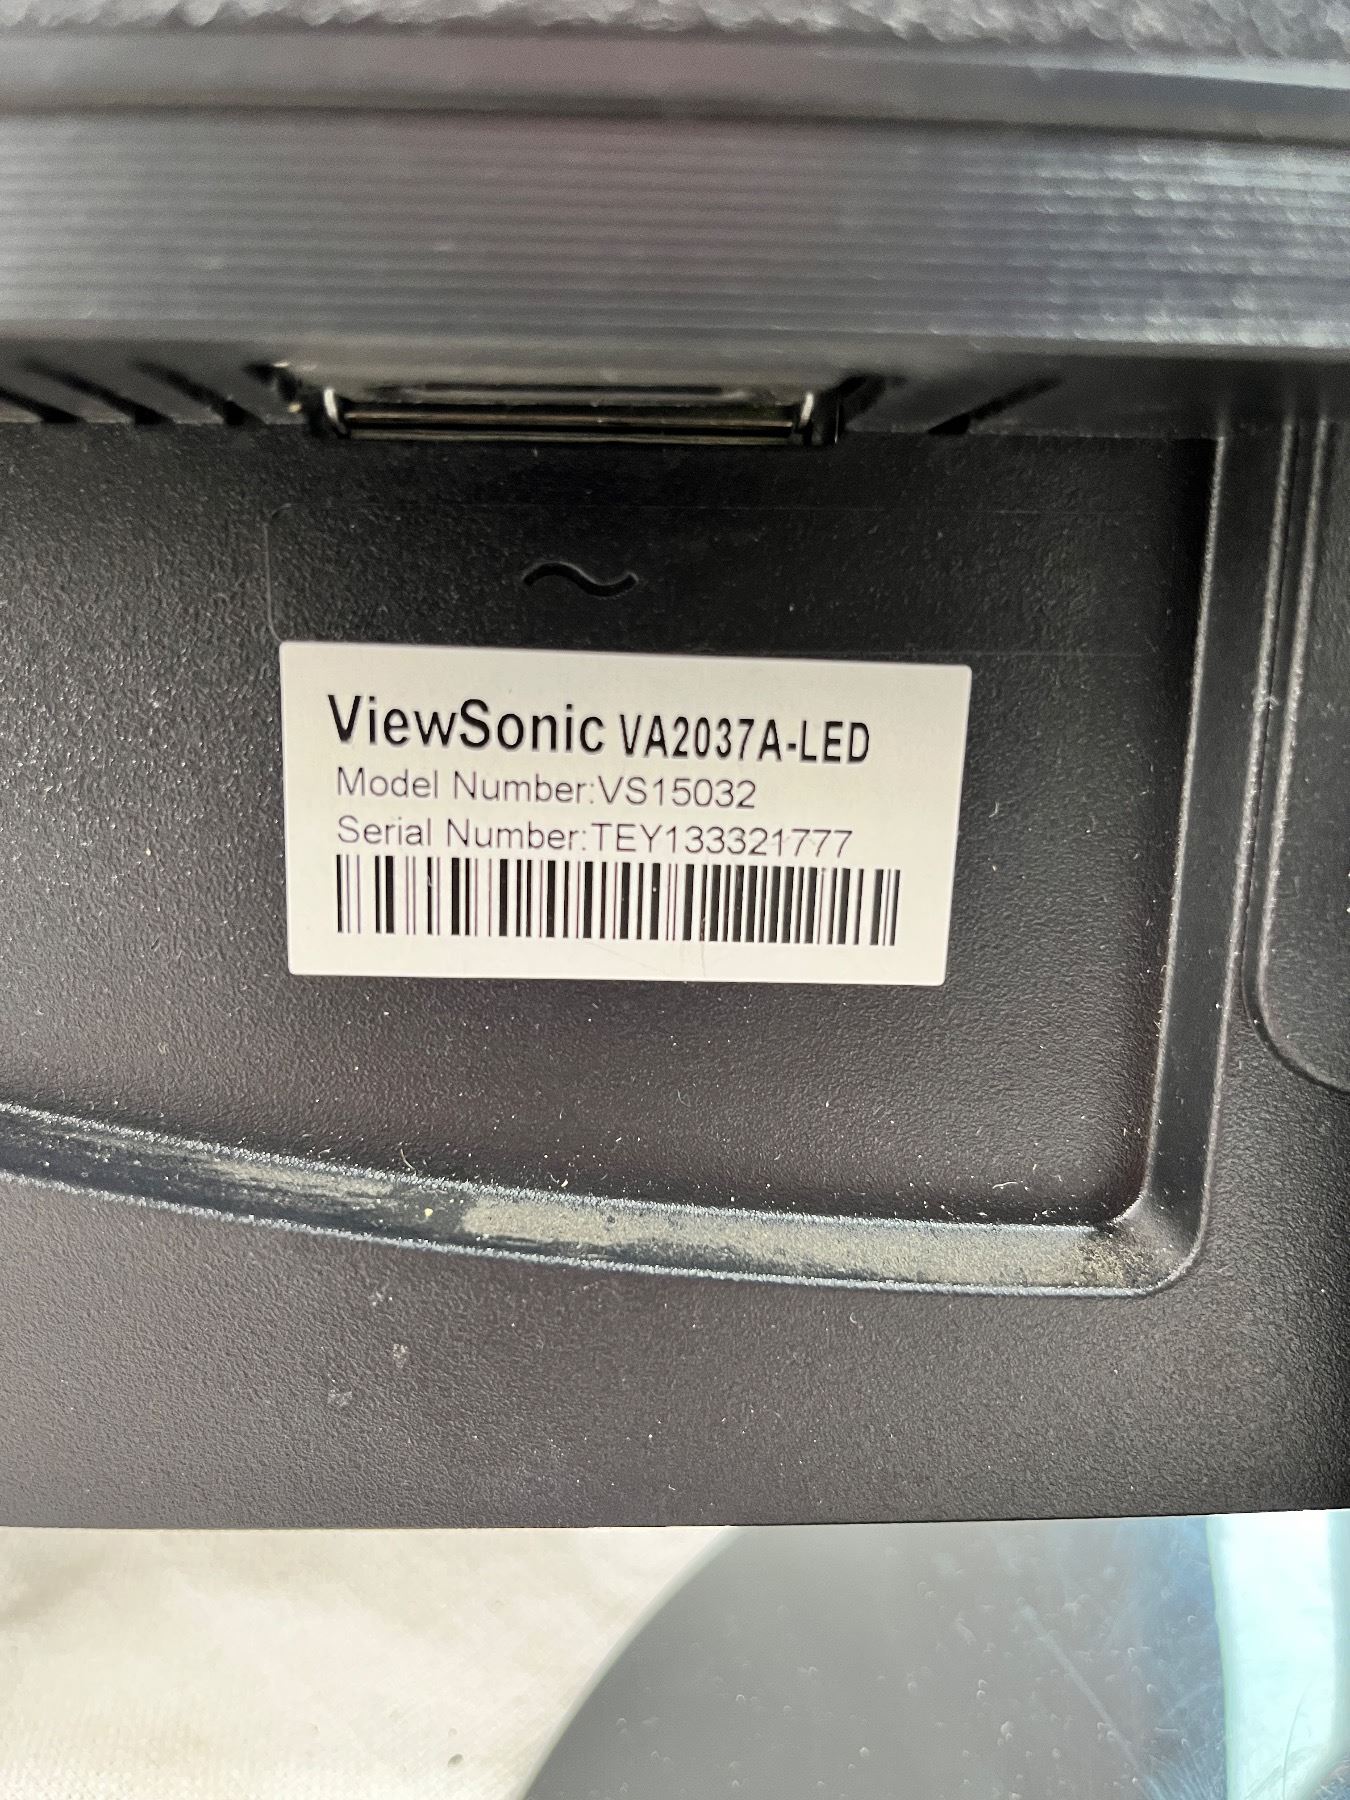 ViewSonic VA2037A-LED
Model Number:VS15032
Serial Number:TEY133321777